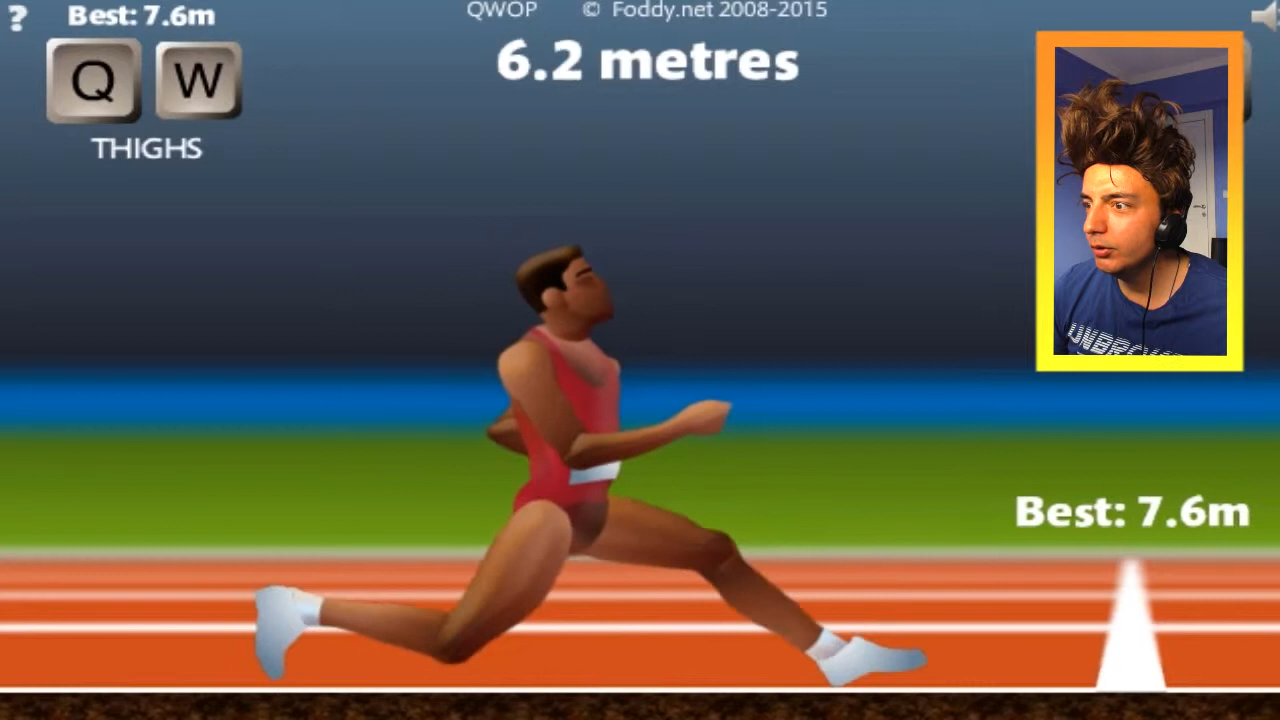 ?
Best: 7.6m
QWOP © Foddy.net 2008-2015
6.2 metres
Q W
THIGHS
Best: 7.6m